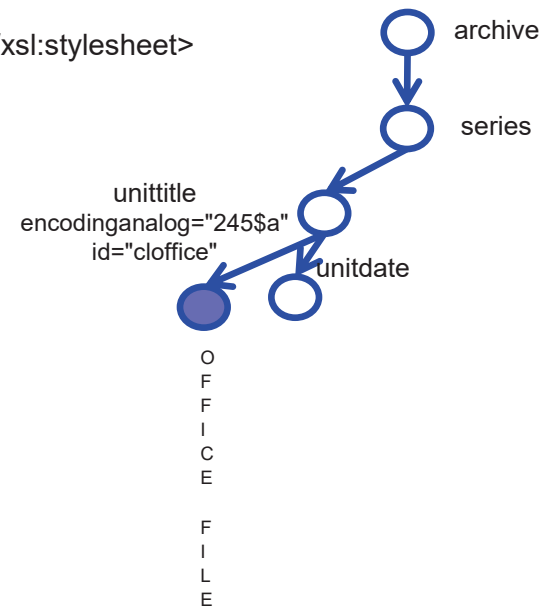 xsl:stylesheet>
archive
series
unittitle
encodinganalog="245$a"
id="cloffice"
unitdate
O
F
F
I
C
E
F
I
L
E